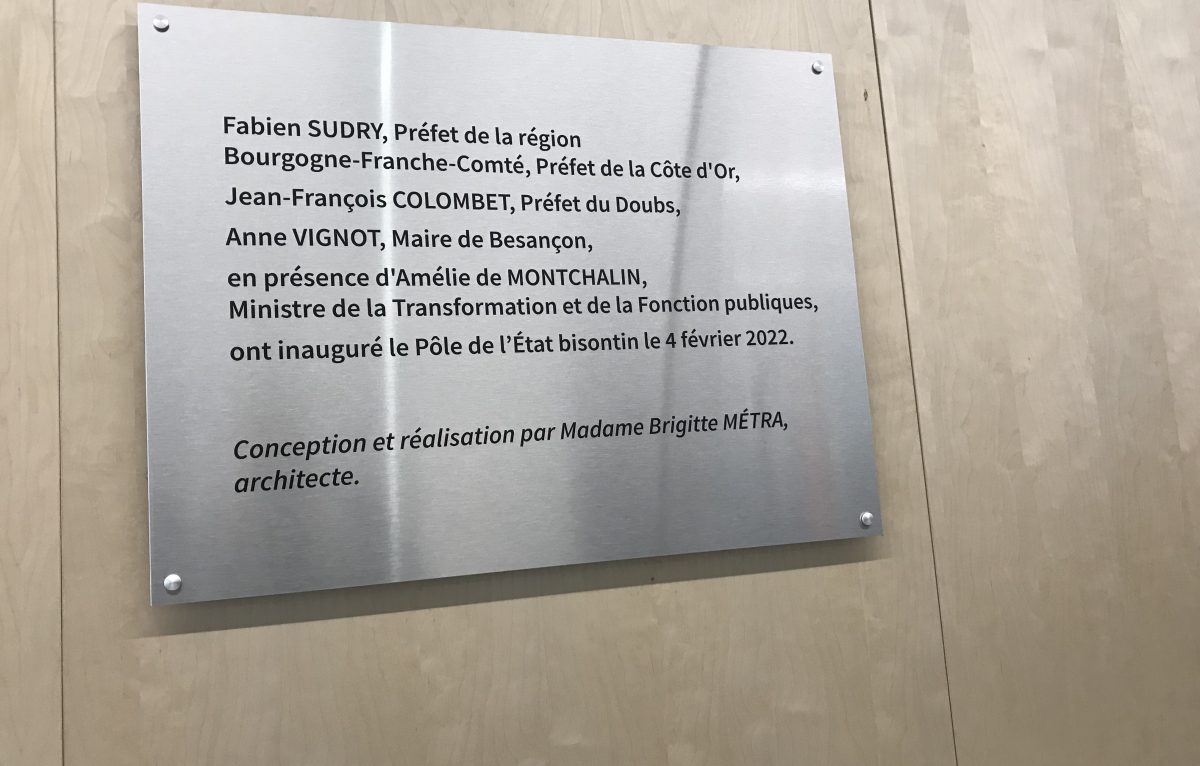 Fabien SUDRY, Préfet de la région
Bourgogne-Franche-Comté, Préfet de la Côte d'Or,
Jean-François COLOMBET, Préfet du Doubs,
Anne VIGNOT, Maire de Besançon,
en présence d'Amélie de MONTCHALIN,
Ministre de la Transformation et de la Fonction publiques,
ont inauguré le Pôle de l’État bisontin le 4 février 2022.
Conception et réalisation par Madame Brigitte MÉTRA,
architecte.